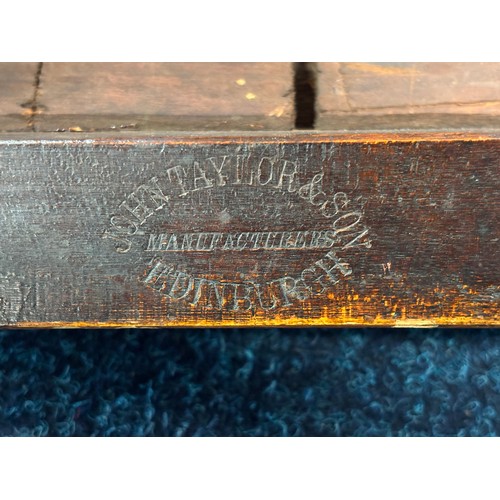 JOHN TAYLOR & SON
MANUFACTURERS
EDINBURGH